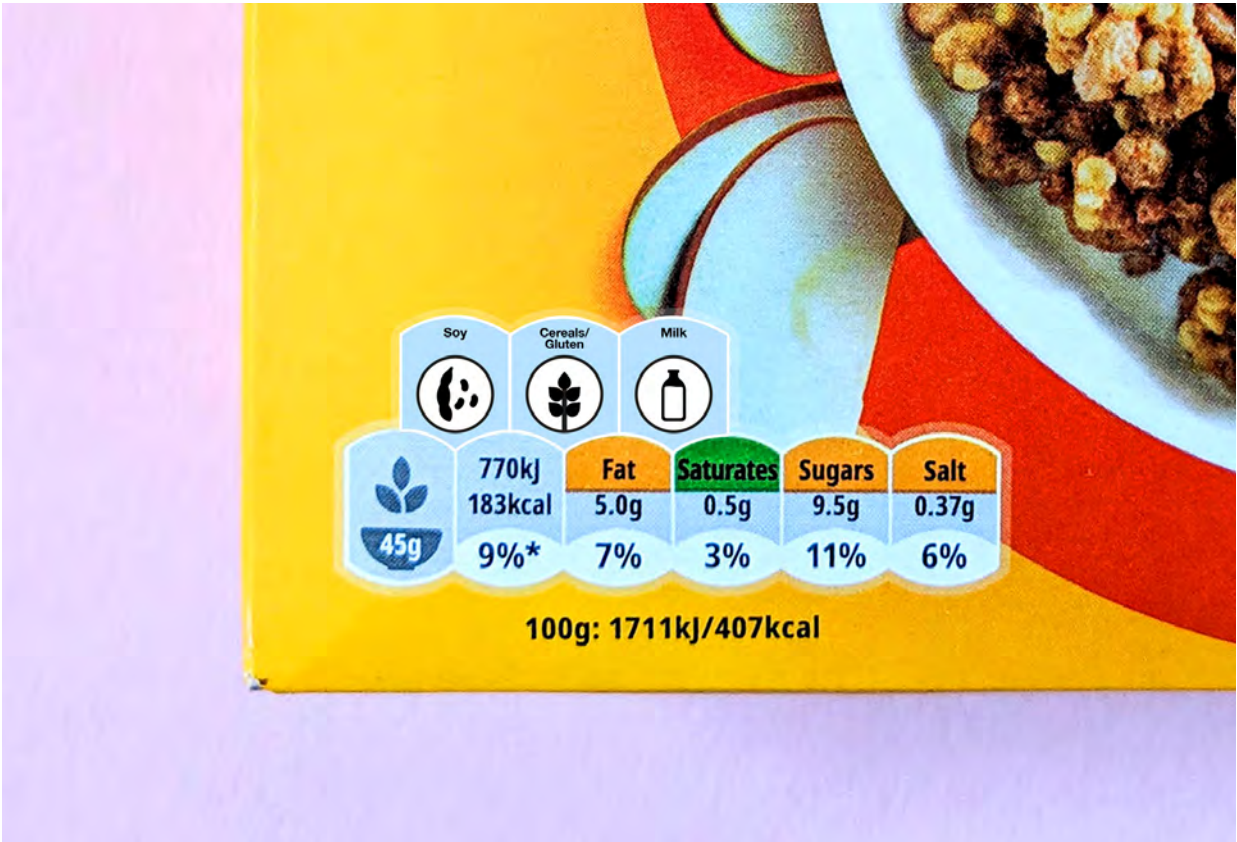 Soy
Cereals/
Gluten
Milk
770kJ
183kcal
9%*
Fat
5.0g
7%
Saturates
0.5g
3%
Sugars
9.5g
11%
Salt
0.37g
6%
45g
100g: 1711kJ/407kcal